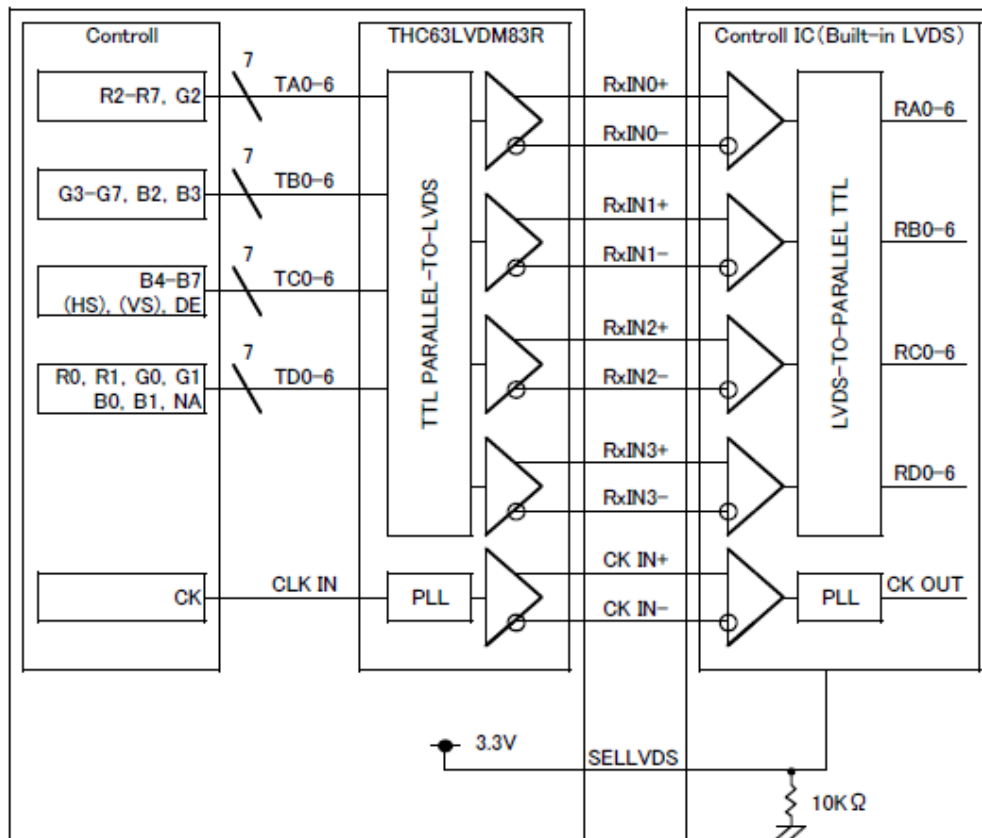 Controll
THC63LVDM83R
Controll IC(Built-in LVDS)
7
R2-R7, G2
TA0-6
RxIN0+
RxIN0-
RA0-6
7
G3-G7, B2, B3
TB0-6
RxIN1+
RxIN1-
RB0-6
7
B4-B7
(HS), (VS), DE
TC0-6
RxIN2+
RxIN2-
RC0-6
7
R0, R1, G0, G1
B0, B1, NA
TD0-6
RxIN3+
RxIN3-
RD0-6
TTL PARALLEL-TO-LVDS
LVDS-TO-PARALLEL TTL
CK
CLK IN
PLL
CK IN+
CK IN-
PLL
CK OUT
3.3V
SELLVDS
10KΩ